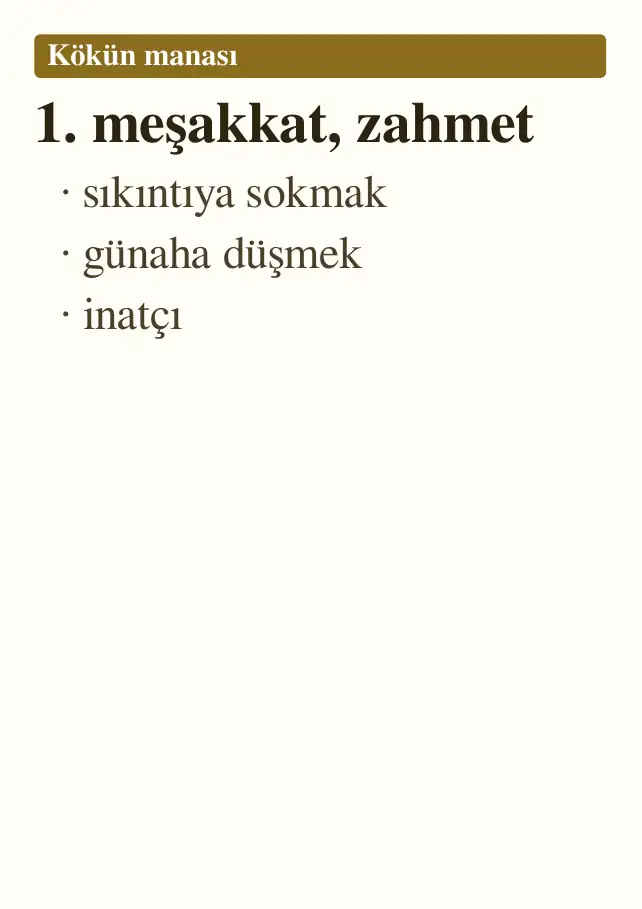 Kökün manası
1. meşakkat, zahmet
· sıkıntıya sokmak
· günaha düşmek
· inatçı